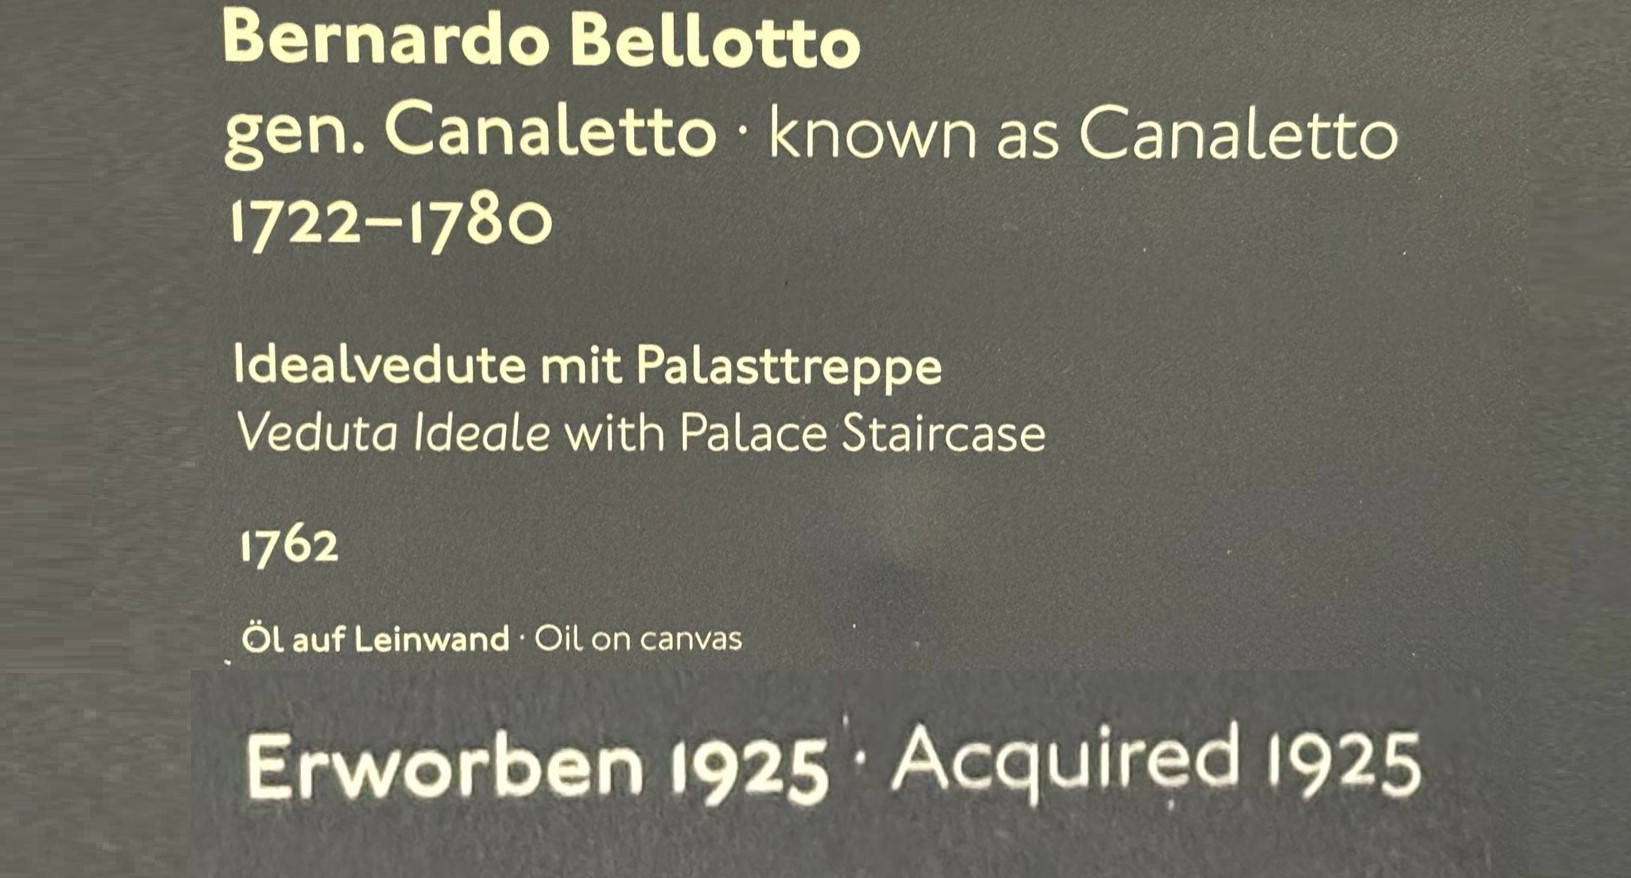 Bernardo Bellotto
gen. Canaletto · known as Canaletto
1722–1780
Idealvedute mit Palasttreppe
Veduta Ideale with Palace Staircase
1762
Öl auf Leinwand · Oil on canvas
Erworben 1925 · Acquired 1925